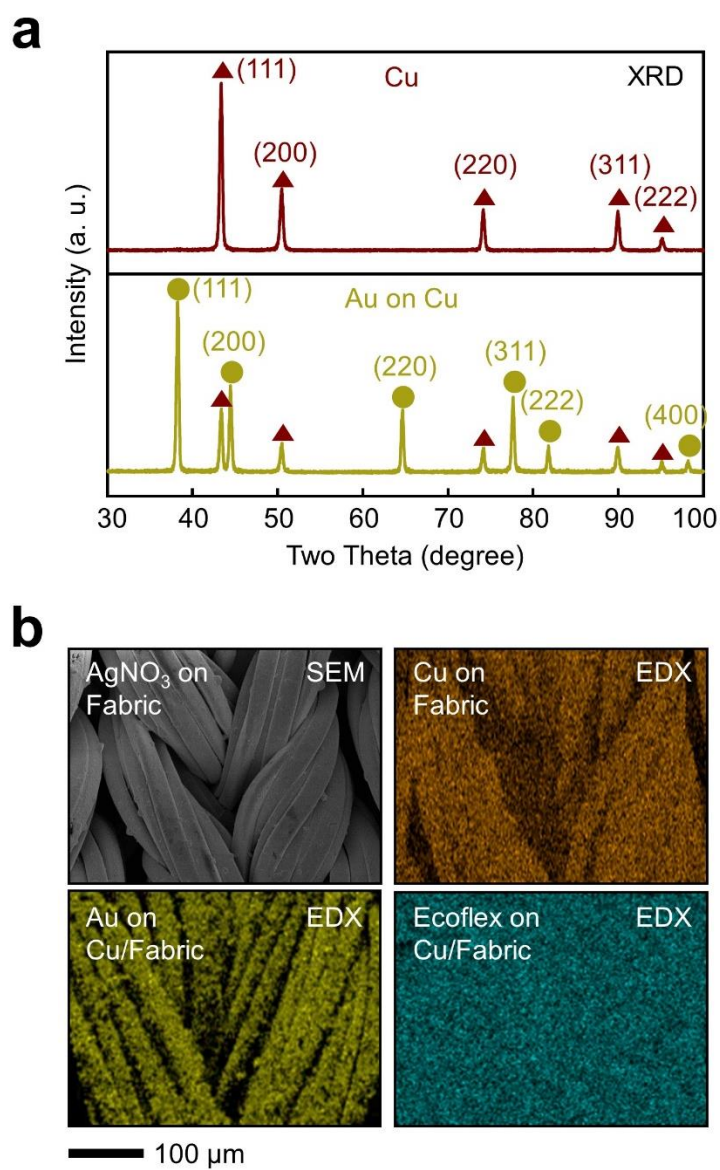 a
Cu
XRD
(111)
(200)
(220)
(311)
(222)
Au on Cu
(111)
(200)
(220)
(311)
(222)
(400)
Intensity (a. u.)
30 40 50 60 70 80 90 100
Two Theta (degree)
b
AgNO₃ on
Fabric
SEM
Cu on
Fabric
EDX
Au on
Cu/Fabric
EDX
Ecoflex on
Cu/Fabric
EDX
100 μm